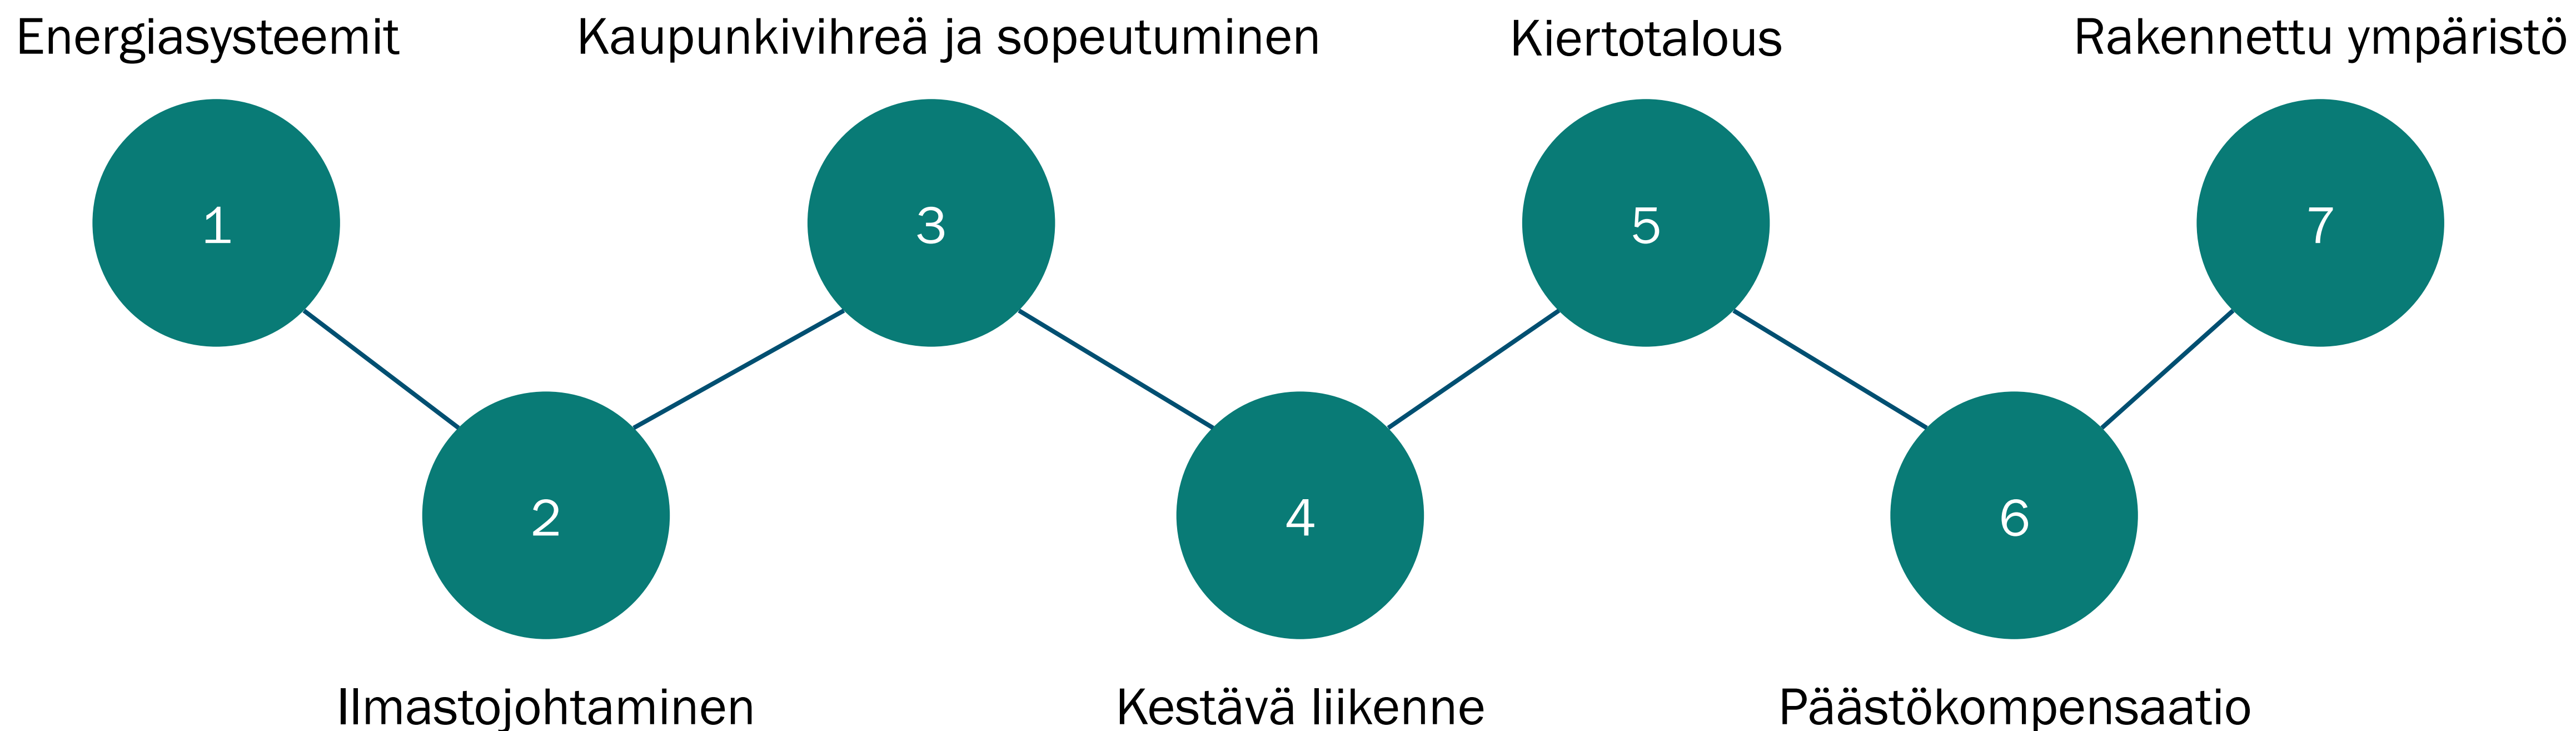 Energiasysteemit
Kaupunkivihreä ja sopeutuminen
Kiertotalous
Rakennettu ympäristö
1
3
5
7
2
4
6
Ilmastojohtaminen
Kestävä liikenne
Päästökompensaatio